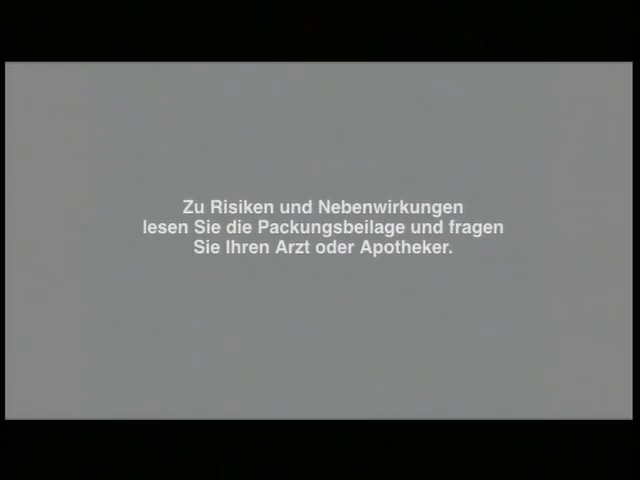 Zu Risiken und Nebenwirkungen
lesen Sie die Packungsbeilage und fragen
Sie Ihren Arzt oder Apotheker.